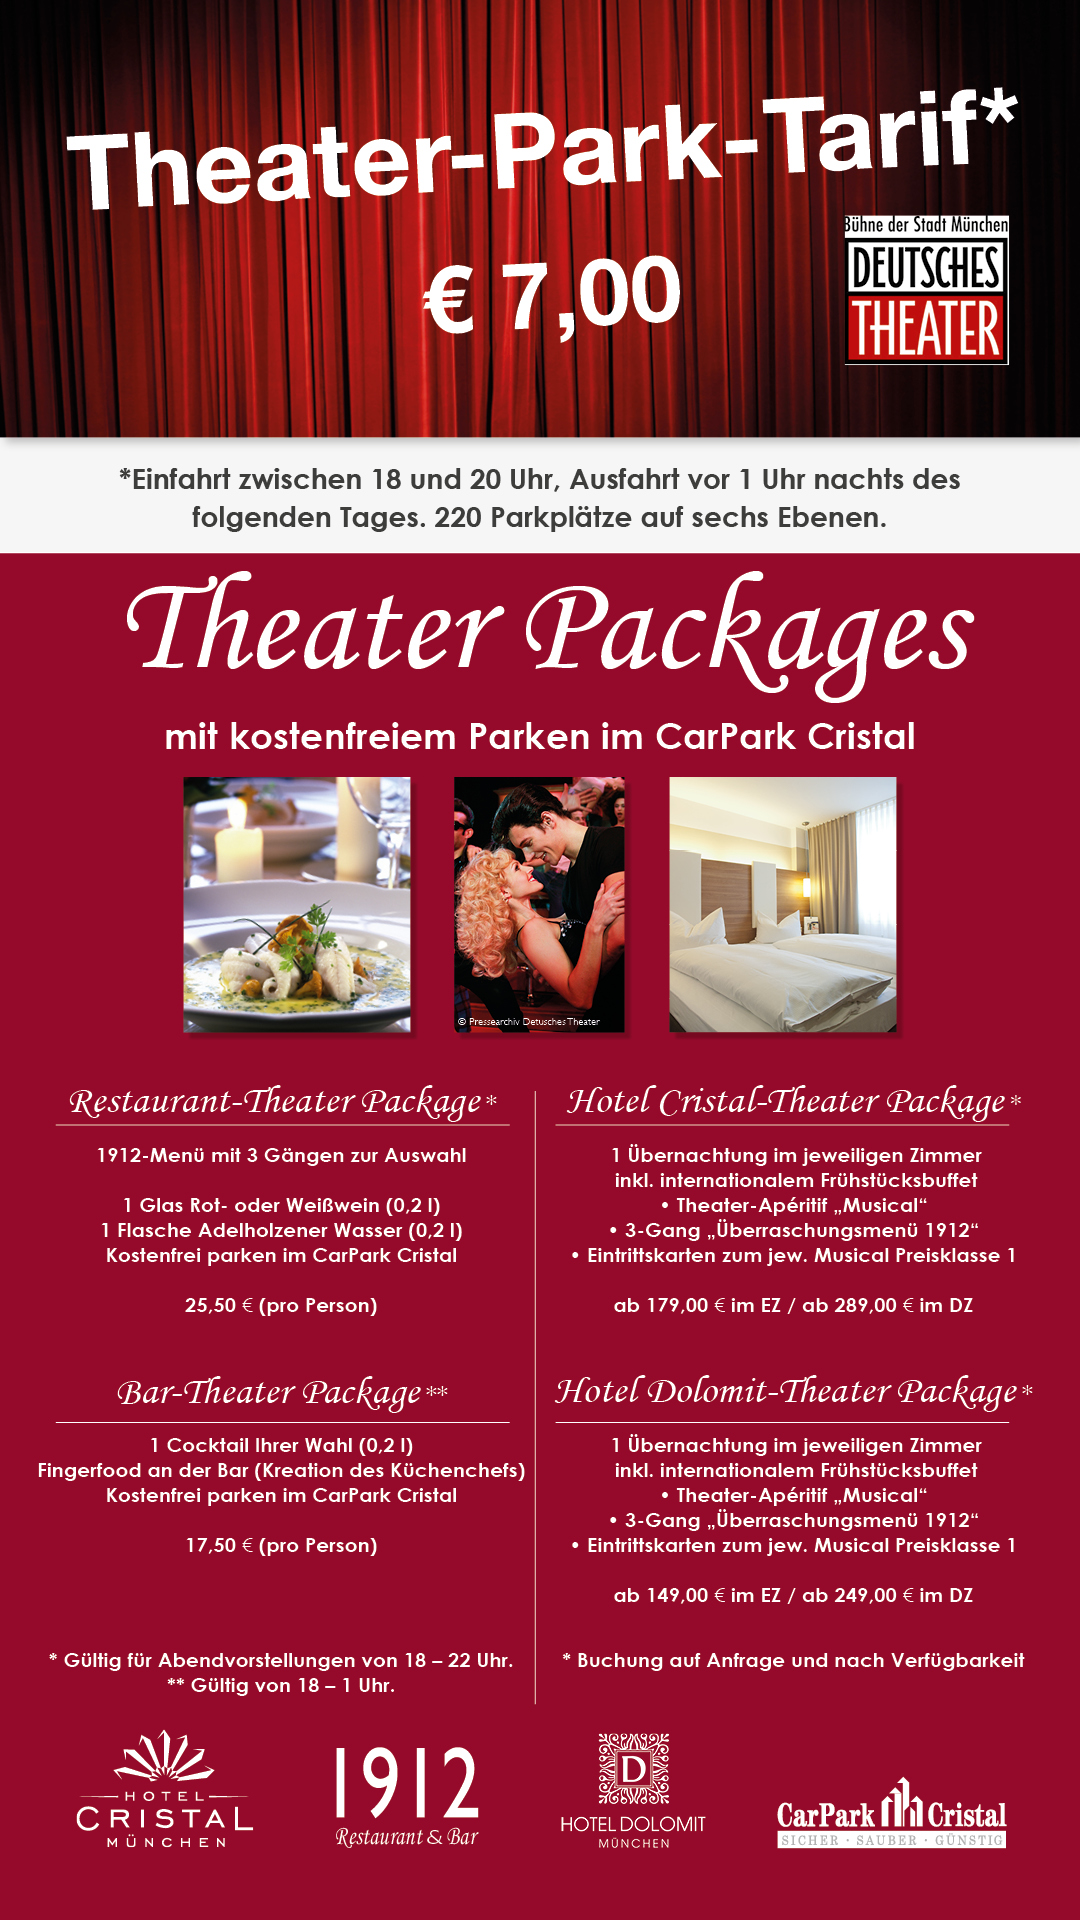 Theater-Park-Tarif*
€ 7,00
Bühne der Stadt München
DEUTSCHES
THEATER
*Einfahrt zwischen 18 und 20 Uhr, Ausfahrt vor 1 Uhr nachts des
folgenden Tages. 220 Parkplätze auf sechs Ebenen.
Theater Packages
mit kostenfreiem Parken im CarPark Cristal
© Pressearchiv Detusches Theater
Restaurant-Theater Package*
1912-Menü mit 3 Gängen zur Auswahl
1 Glas Rot- oder Weißwein (0,2 l)
1 Flasche Adelholzener Wasser (0,2 l)
Kostenfrei parken im CarPark Cristal
25,50 € (pro Person)
Bar-Theater Package**
1 Cocktail Ihrer Wahl (0,2 l)
Fingerfood an der Bar (Kreation des Küchenchefs)
Kostenfrei parken im CarPark Cristal
17,50 € (pro Person)
* Gültig für Abendvorstellungen von 18 – 22 Uhr.
** Gültig von 18 – 1 Uhr.
Hotel Cristal-Theater Package*
1 Übernachtung im jeweiligen Zimmer
inkl. internationalem Frühstücksbuffet
• Theater-Apéritif „Musical“
• 3-Gang „Überraschungsmenü 1912“
• Eintrittskarten zum jew. Musical Preisklasse 1
ab 179,00 € im EZ / ab 289,00 € im DZ
Hotel Dolomit-Theater Package*
1 Übernachtung im jeweiligen Zimmer
inkl. internationalem Frühstücksbuffet
• Theater-Apéritif „Musical“
• 3-Gang „Überraschungsmenü 1912“
• Eintrittskarten zum jew. Musical Preisklasse 1
ab 149,00 € im EZ / ab 249,00 € im DZ
* Buchung auf Anfrage und nach Verfügbarkeit
HOTEL
CRISTAL
MÜNCHEN
1912
Restaurant & Bar
D
HOTEL DOLOMIT
MÜNCHEN
CarPark Cristal
SICHER · SAUBER · GÜNSTIG